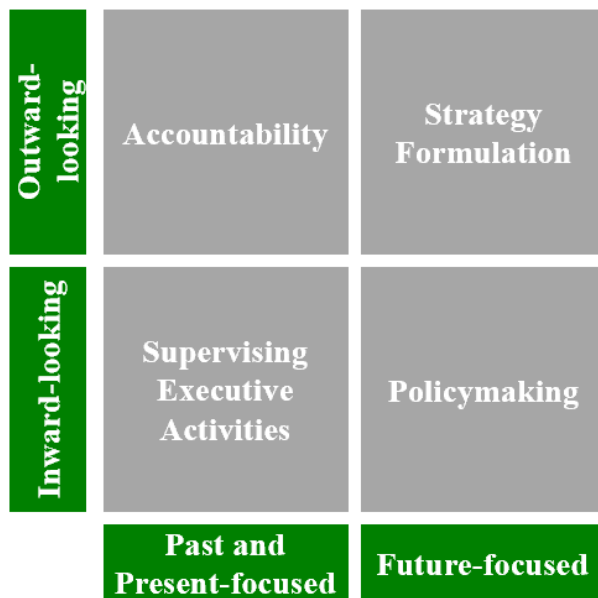 Outward-
looking
Accountability
Strategy
Formulation
Inward-looking
Supervising
Executive
Activities
Policymaking
Past and
Present-focused
Future-focused